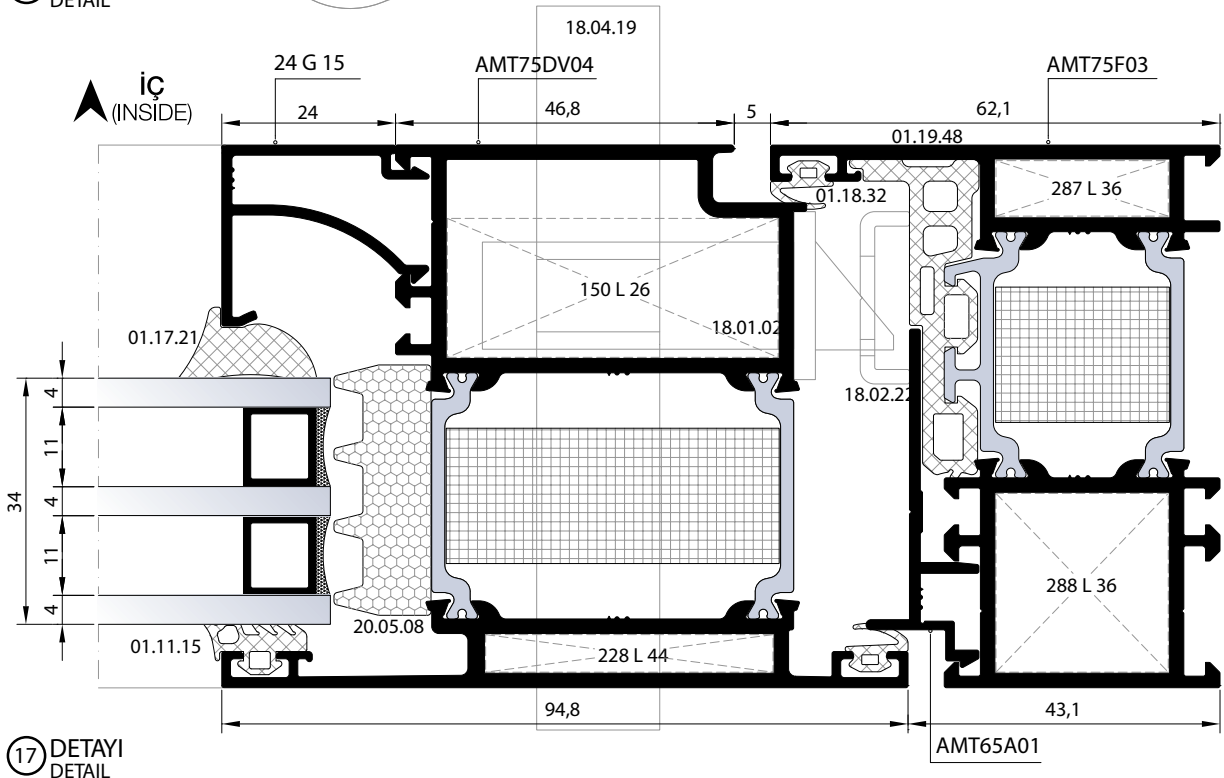 DETAIL
18.04.19
24 G 15
AMT75DV04
AMT75F03
İÇ
(INSIDE)
24
46,8
5
62,1
01.19.48
01.18.32
287 L 36
150 L 26
18.01.02
01.17.21
18.02.22
4
11
34
4
11
4
288 L 36
20.05.08
01.11.15
228 L 44
94,8
43,1
AMT65A01
17 DETAYI
DETAIL